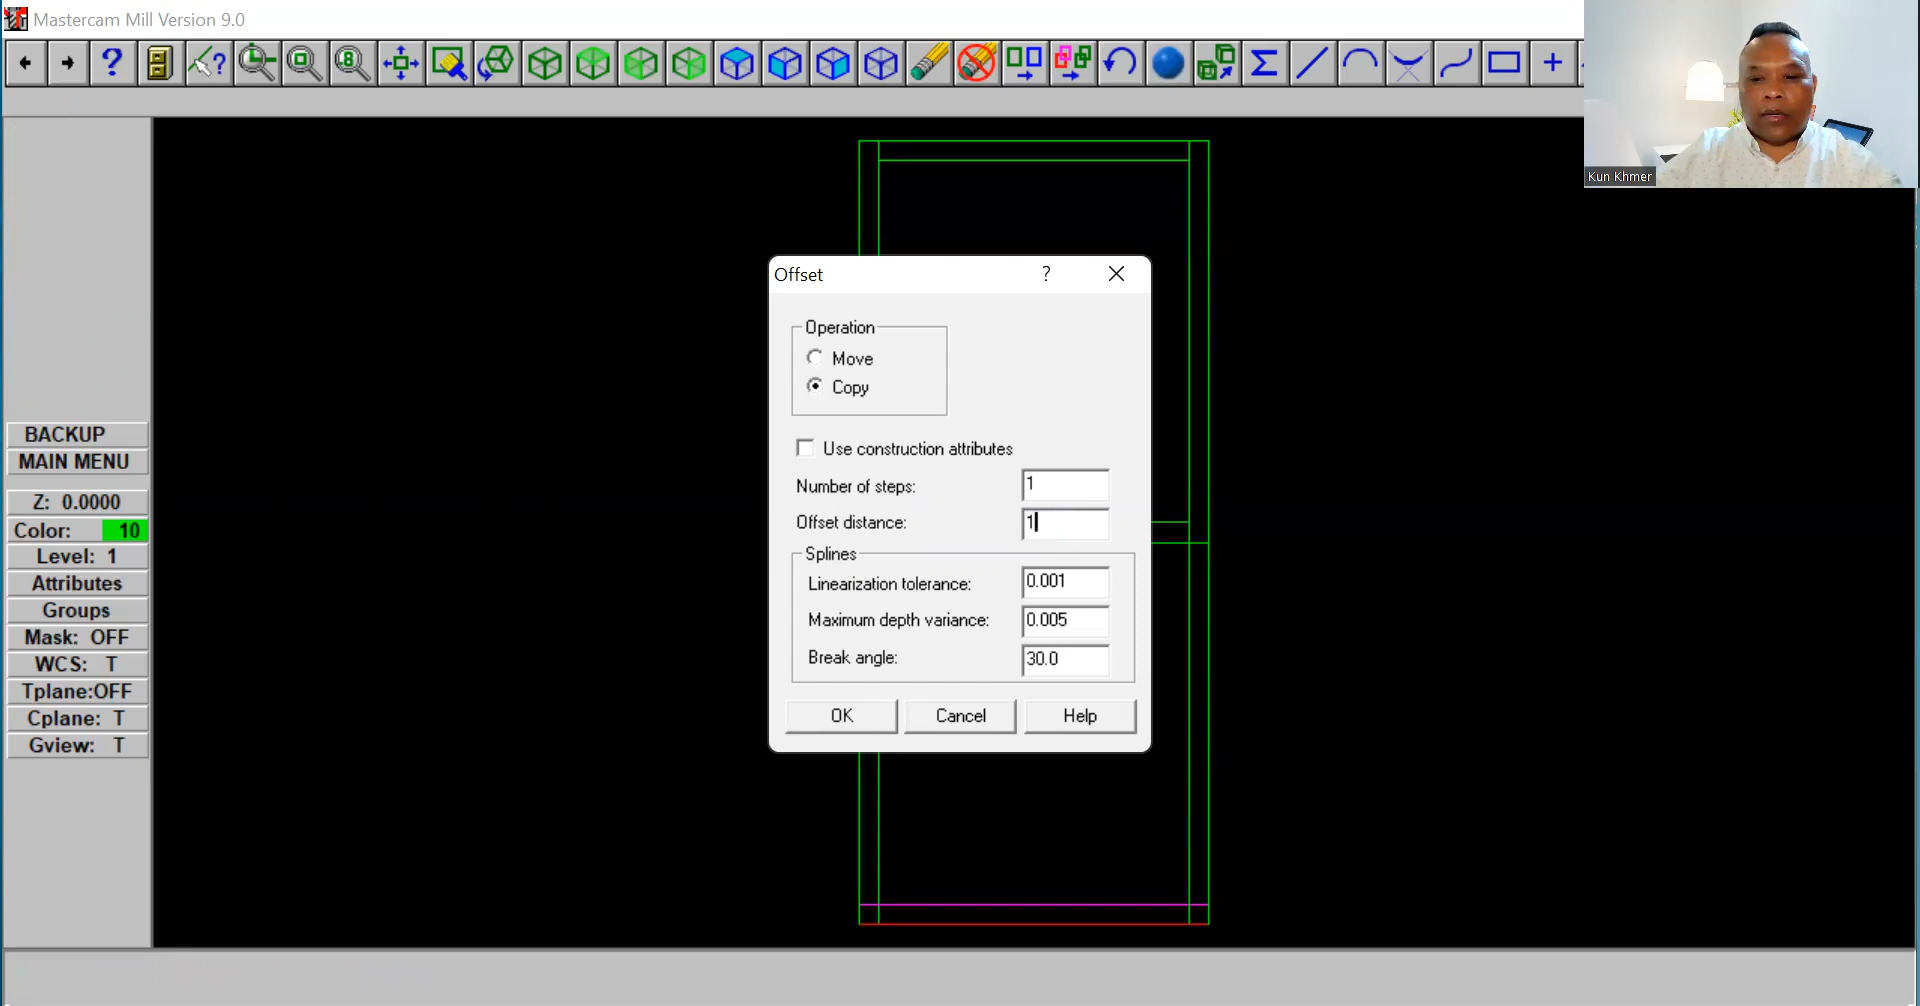 Mastercam Mill Version 9.0
Kun Khmer
Offset
?
Operation
Move
Copy
Use construction attributes
Number of steps: 1
Offset distance: 1
Splines
Linearization tolerance: 0.001
Maximum depth variance: 0.005
Break angle: 30.0
OK Cancel Help
BACKUP
MAIN MENU
Z: 0.0000
Color: 10
Level: 1
Attributes
Groups
Mask: OFF
WCS: T
Tplane:OFF
Cplane: T
Gview: T